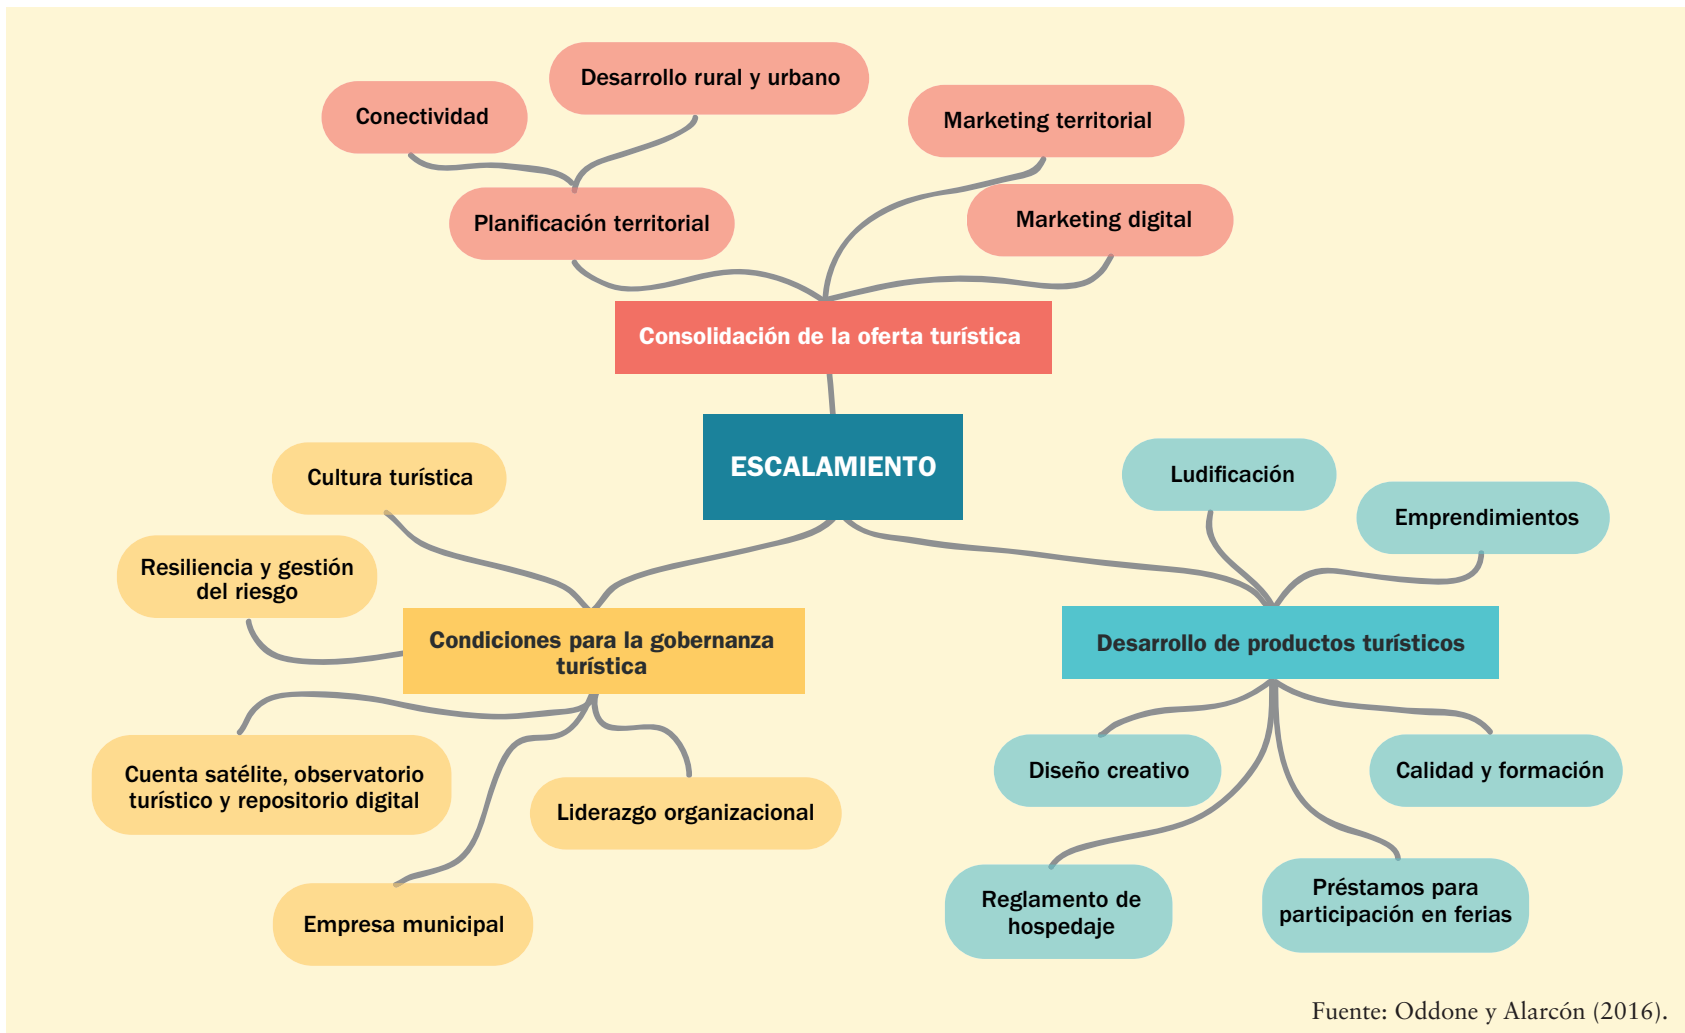 Desarrollo rural y urbano
Conectividad
Marketing territorial
Planificación territorial
Marketing digital
Consolidación de la oferta turística
ESCALAMIENTO
Cultura turística
Ludificación
Emprendimientos
Resiliencia y gestión
del riesgo
Condiciones para la gobernanza
turística
Desarrollo de productos turísticos
Cuenta satélite, observatorio
turístico y repositorio digital
Liderazgo organizacional
Empresa municipal
Diseño creativo
Calidad y formación
Reglamento de
hospedaje
Préstamos para
participación en ferias
Fuente: Oddone y Alarcón (2016).